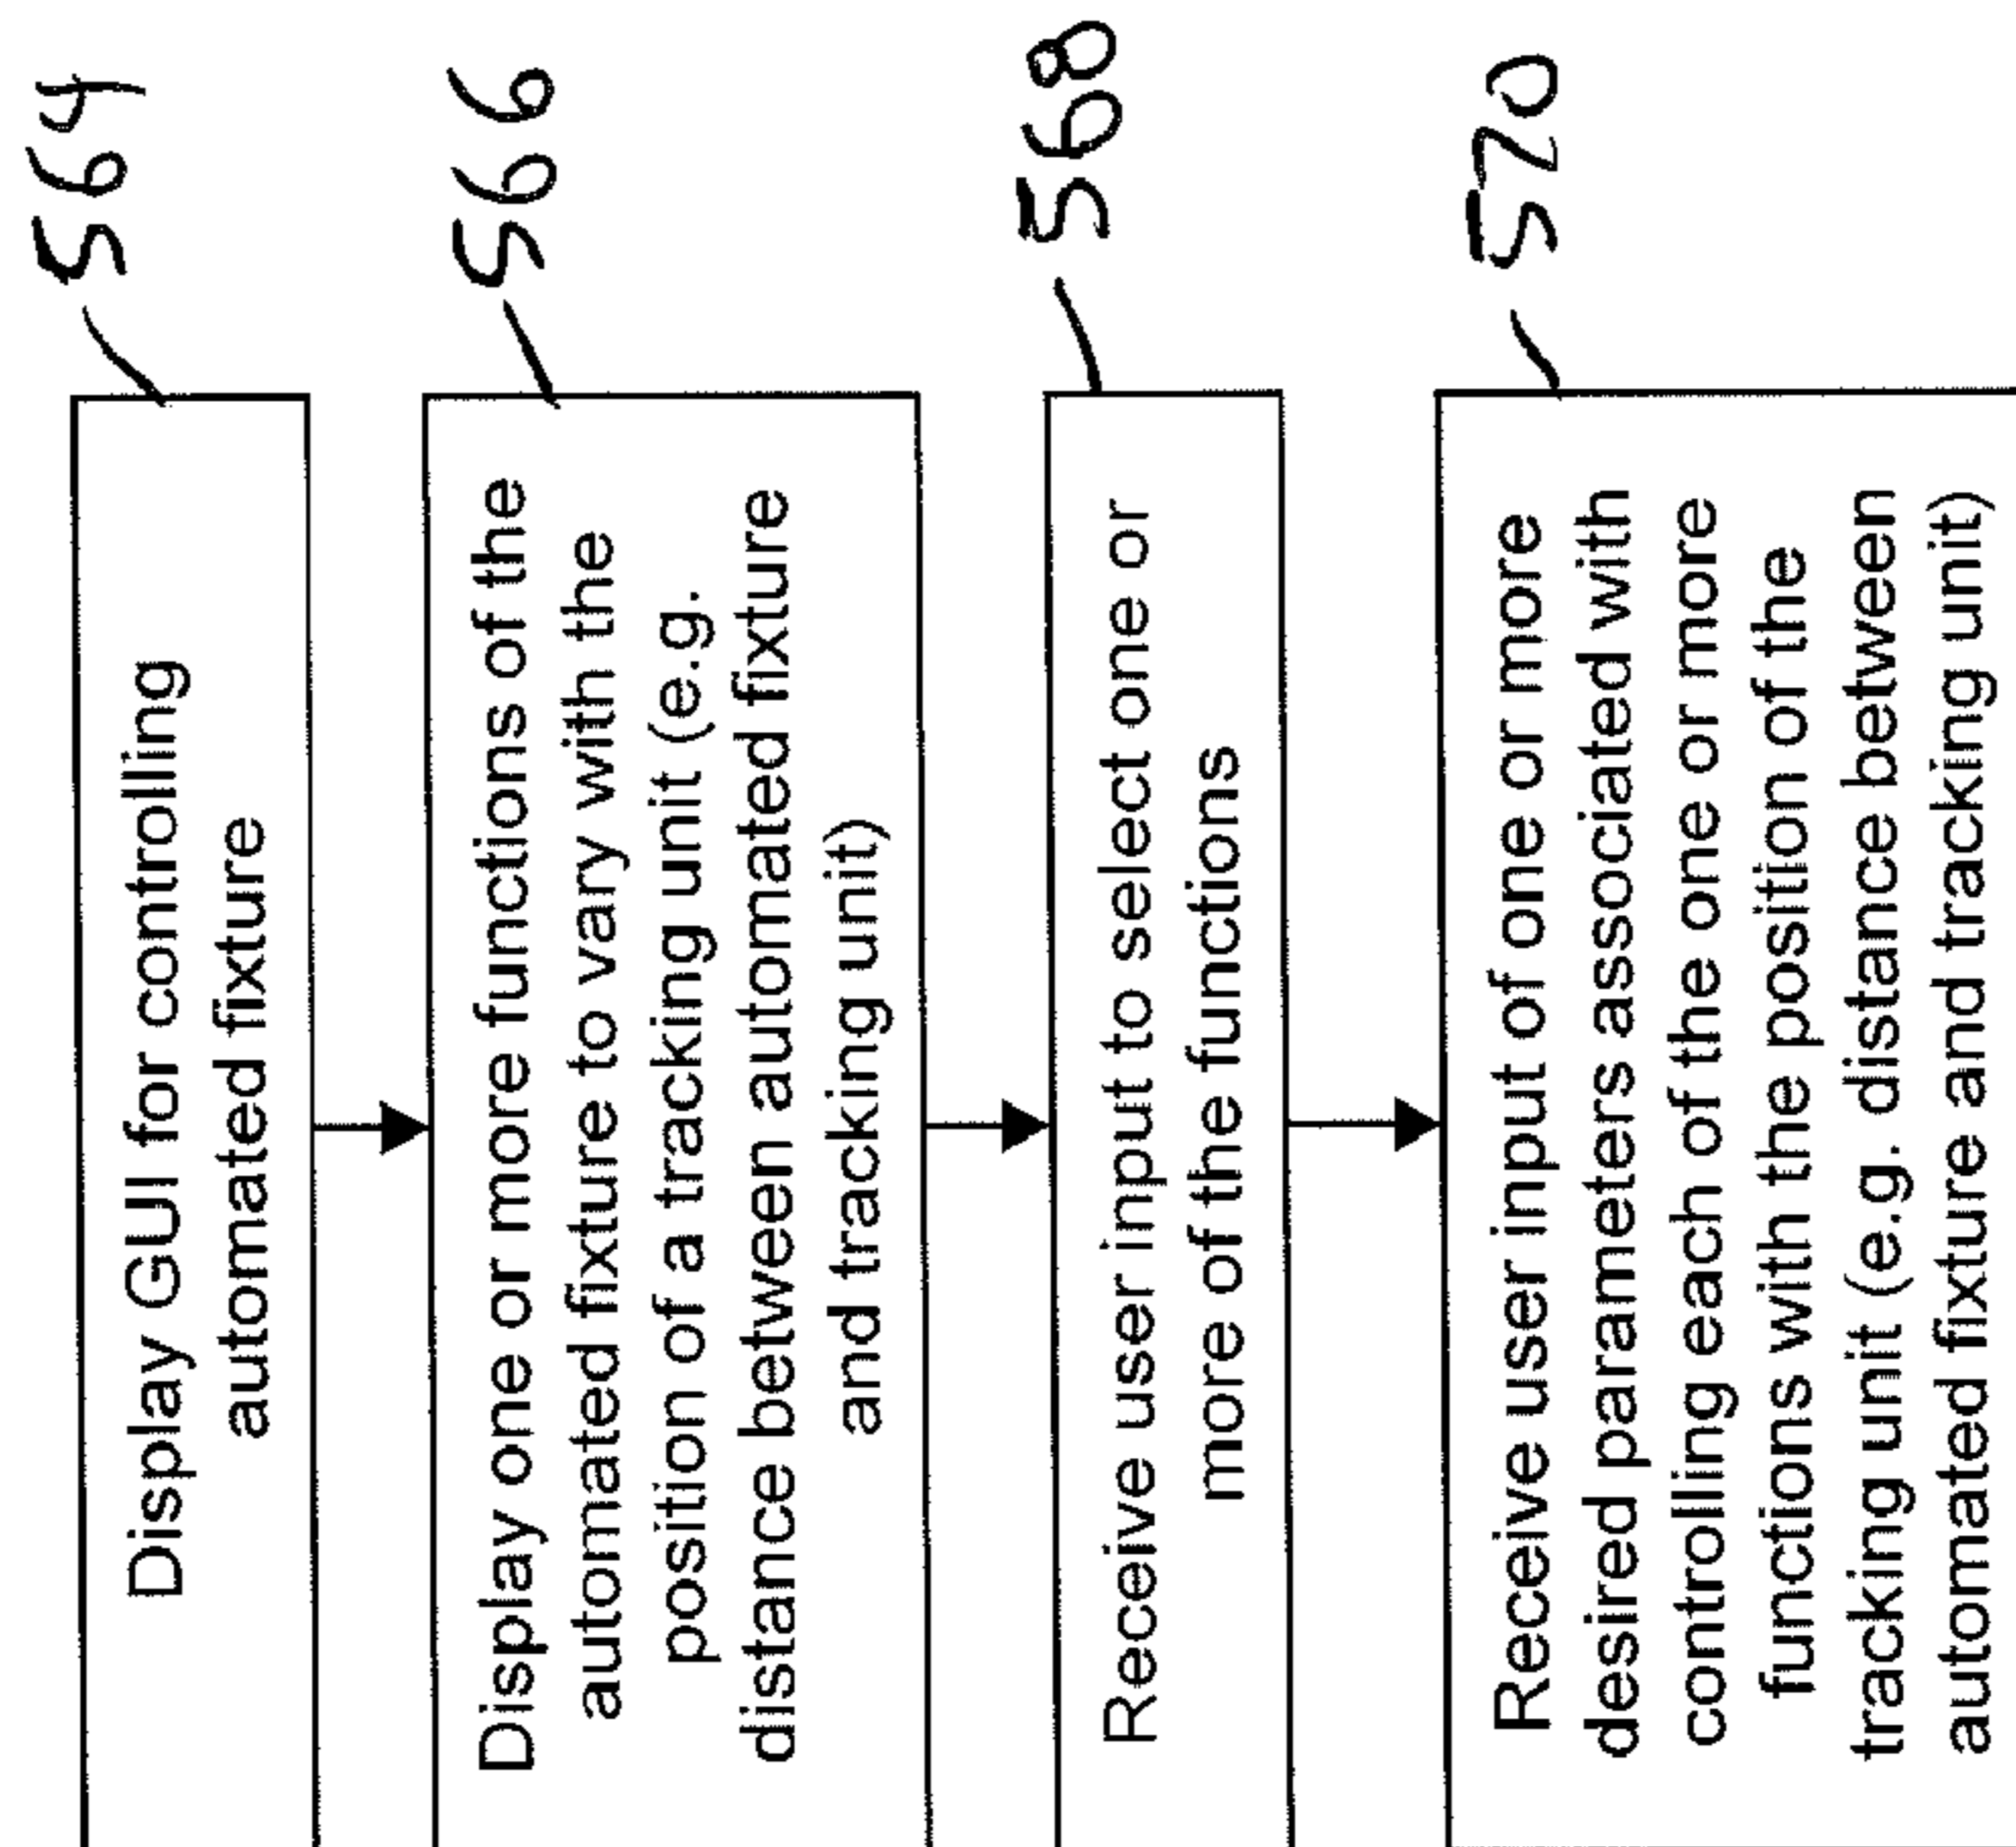 564
Display GUI for controlling
automated fixture
566
Display one or more functions of the
automated fixture to vary with the
position of a tracking unit (e.g.
distance between automated fixture
and tracking unit)
568
Receive user input to select one or
more of the functions
570
Receive user input of one or more
desired parameters associated with
controlling each of the one or more
functions with the position of the
tracking unit (e.g. distance between
automated fixture and tracking unit)